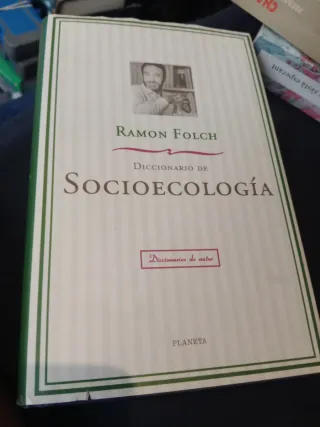 RAMON FOLCH
DICCIONARIO DE
SOCIOECOLOGÍA
Diccionarios de autor
PLANETA